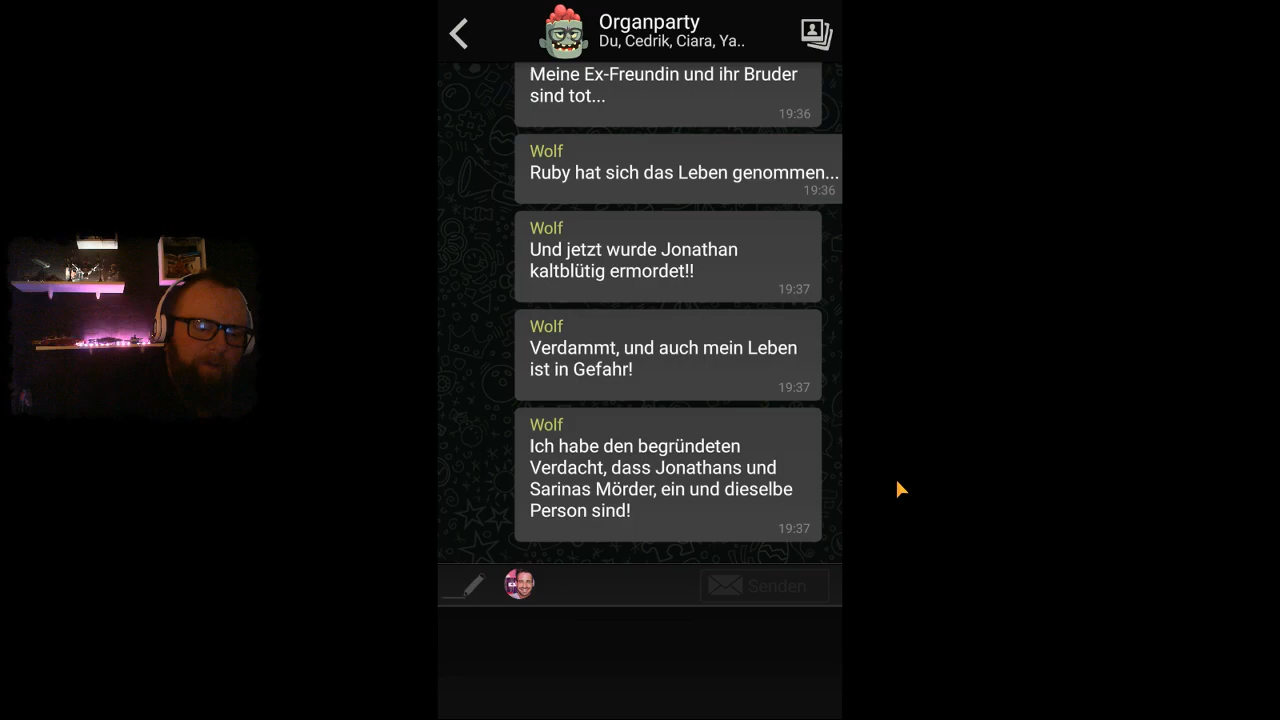 Organparty
Du, Cedrik, Ciara, Ya..
Meine Ex-Freundin und ihr Bruder
sind tot...
19:36
Wolf
Ruby hat sich das Leben genommen...
19:36
Wolf
Und jetzt wurde Jonathan
kaltblütig ermordet!!
19:37
Wolf
Verdammt, und auch mein Leben
ist in Gefahr!
19:37
Wolf
Ich habe den begründeten
Verdacht, dass Jonathans und
Sarinas Mörder, ein und dieselbe
Person sind!
19:37
Senden